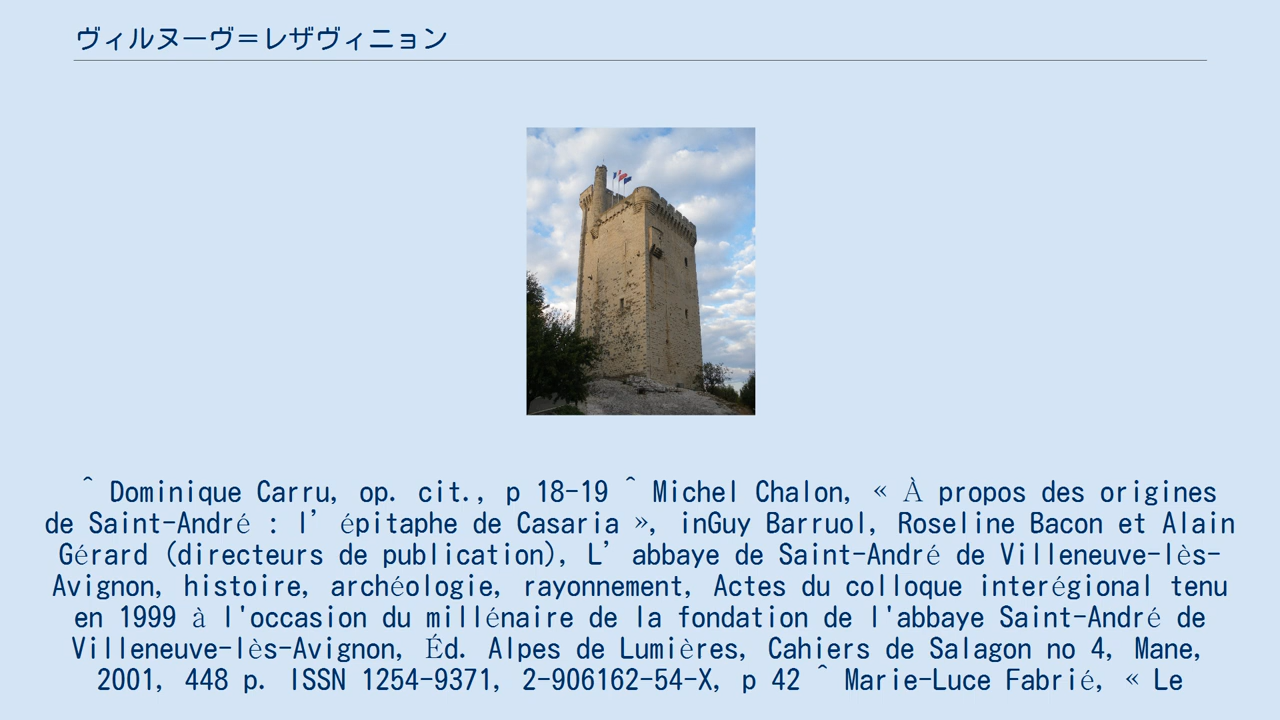 ヴィルヌーヴ＝レザヴィニョン
^ Dominique Carru, op. cit., p 18-19 ^ Michel Chalon, « À propos des origines
de Saint-André : l’épitaphe de Casaria », inGuy Barruol, Roseline Bacon et Alain
Gérard (directeurs de publication), L’abbaye de Saint-André de Villeneuve-lès-
Avignon, histoire, archéologie, rayonnement, Actes du colloque interégional tenu
en 1999 à l'occasion du millénaire de la fondation de l'abbaye Saint-André de
Villeneuve-lès-Avignon, Éd. Alpes de Lumières, Cahiers de Salagon no 4, Mane,
2001, 448 p. ISSN 1254-9371, 2-906162-54-X, p 42 ^ Marie-Luce Fabrié, « Le